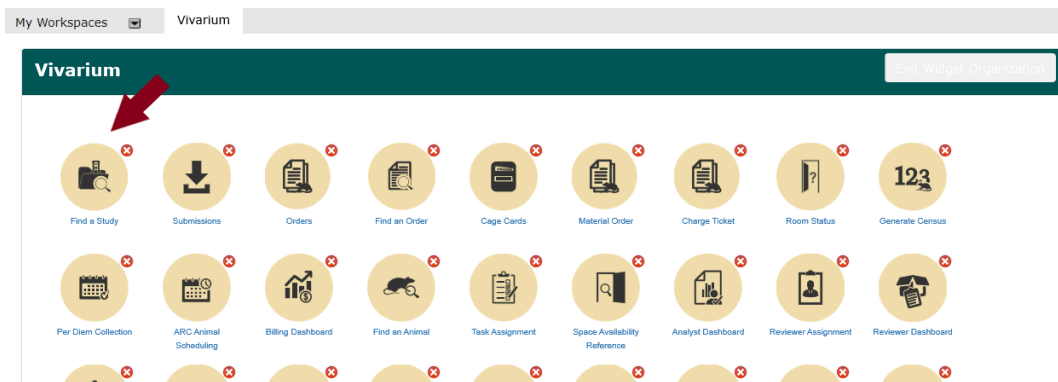 My Workspaces
Vivarium
Vivarium
Exit Widget Organization
?
123
Find a Study
Submissions
Orders
Find an Order
Cage Cards
Material Order
Charge Ticket
Room Status
Generate Census
Per Diem Collection
ARC Animal
Scheduling
Billing Dashboard
Find an Animal
Task Assignment
Space Availability
Reference
Analyst Dashboard
Reviewer Assignment
Reviewer Dashboard